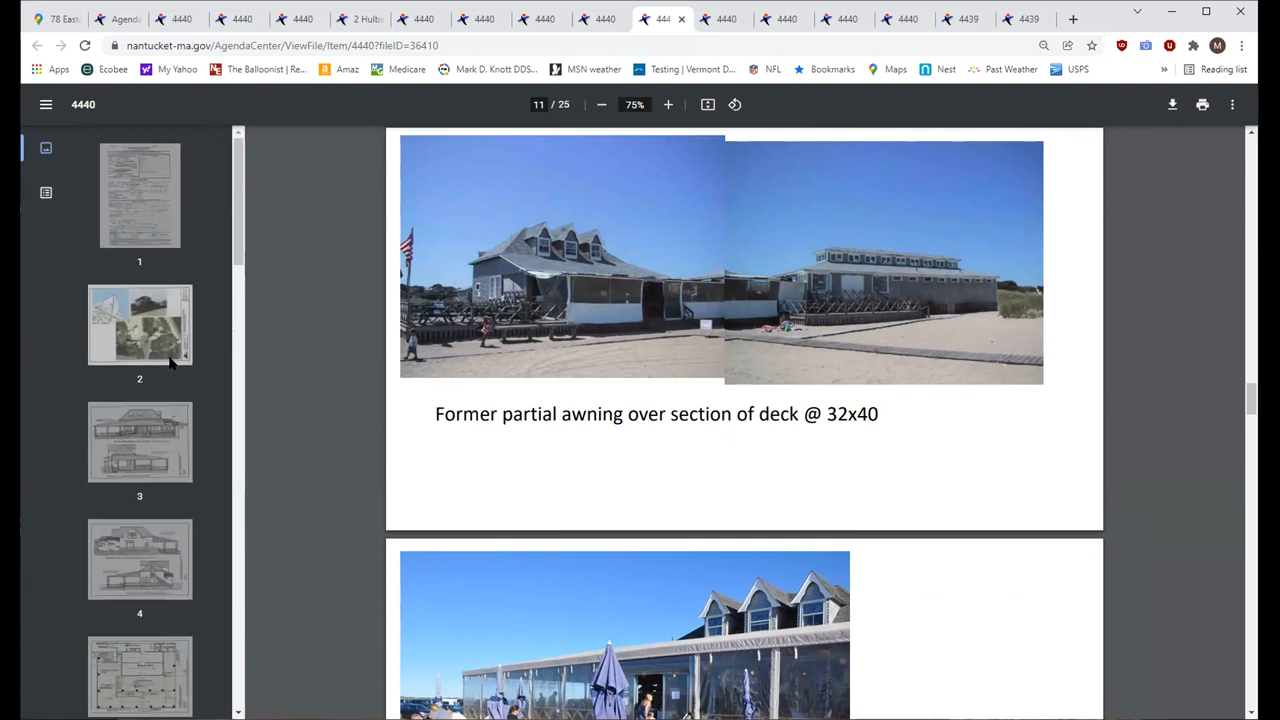 78 East
Agenda
4440
4440
4440
2 Hulbe
4440
4440
4440
4440
444
4440
4440
4440
4440
4439
4439
nantucket-ma.gov/AgendaCenter/ViewFile/Item/4440?fileID=36410
M
Apps
Ecobee
My Yahoo
The Balloonist | Re...
Amaz
Medicare
Mark D. Knott DDS...
MSN weather
Testing | Vermont D...
NFL
Bookmarks
Maps
Nest
Past Weather
USPS
»
Reading list
4440
11 / 25
75%
1
2
3
4
Former partial awning over section of deck @ 32x40